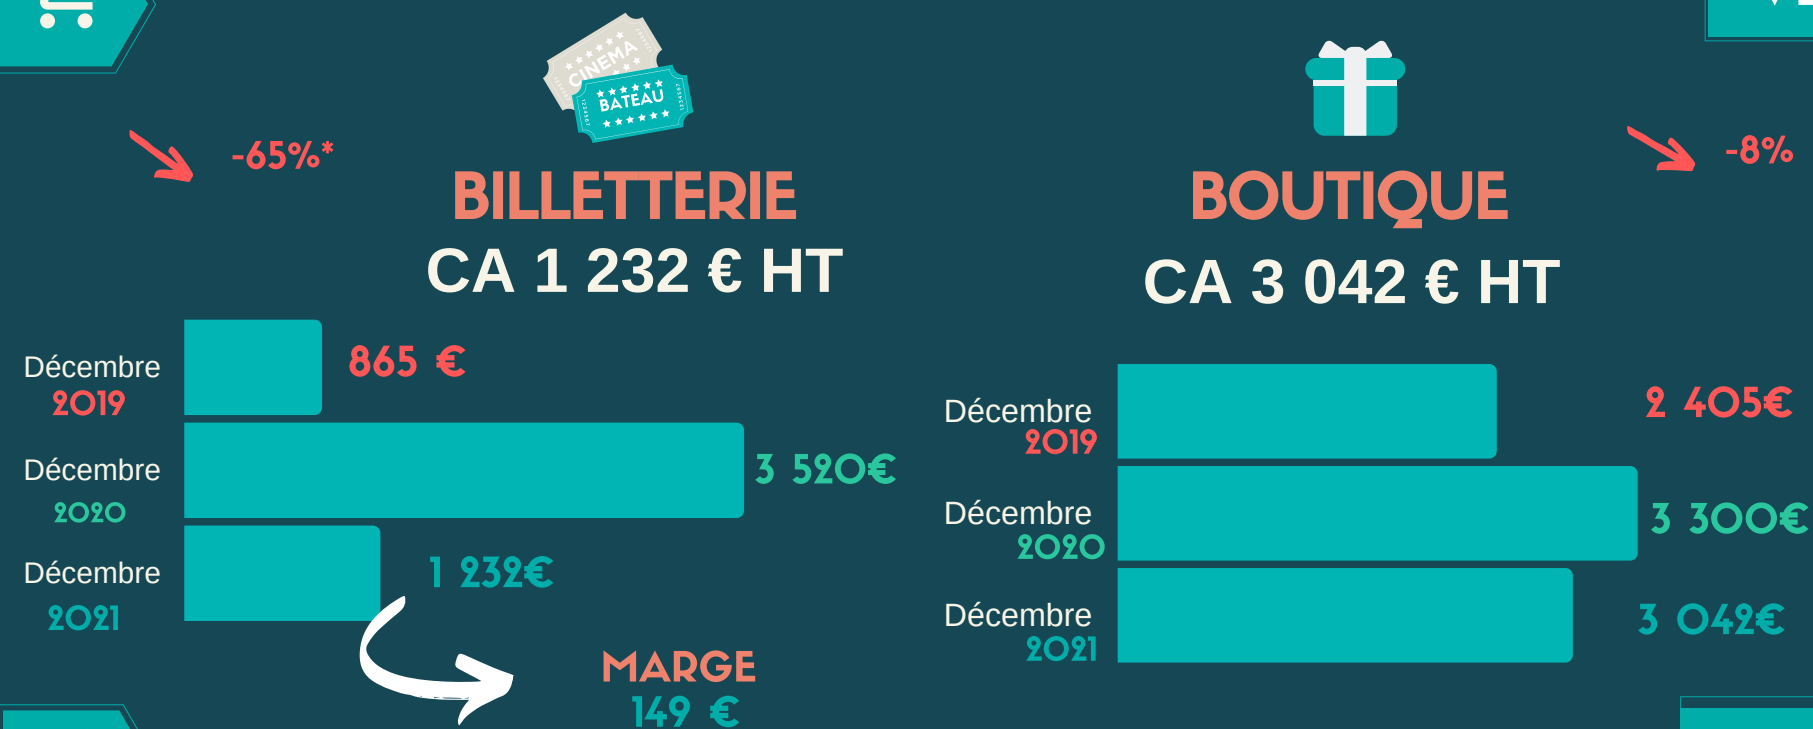 CINEMA
BATEAU
-65%*
BILLETTERIE
CA 1 232 € HT
Décembre
2019
865 €
Décembre
2020
3 520€
Décembre
2021
1 232€
MARGE
149 €
-8%
BOUTIQUE
CA 3 042 € HT
Décembre
2019
2 405€
Décembre
2020
3 300€
Décembre
2021
3 042€